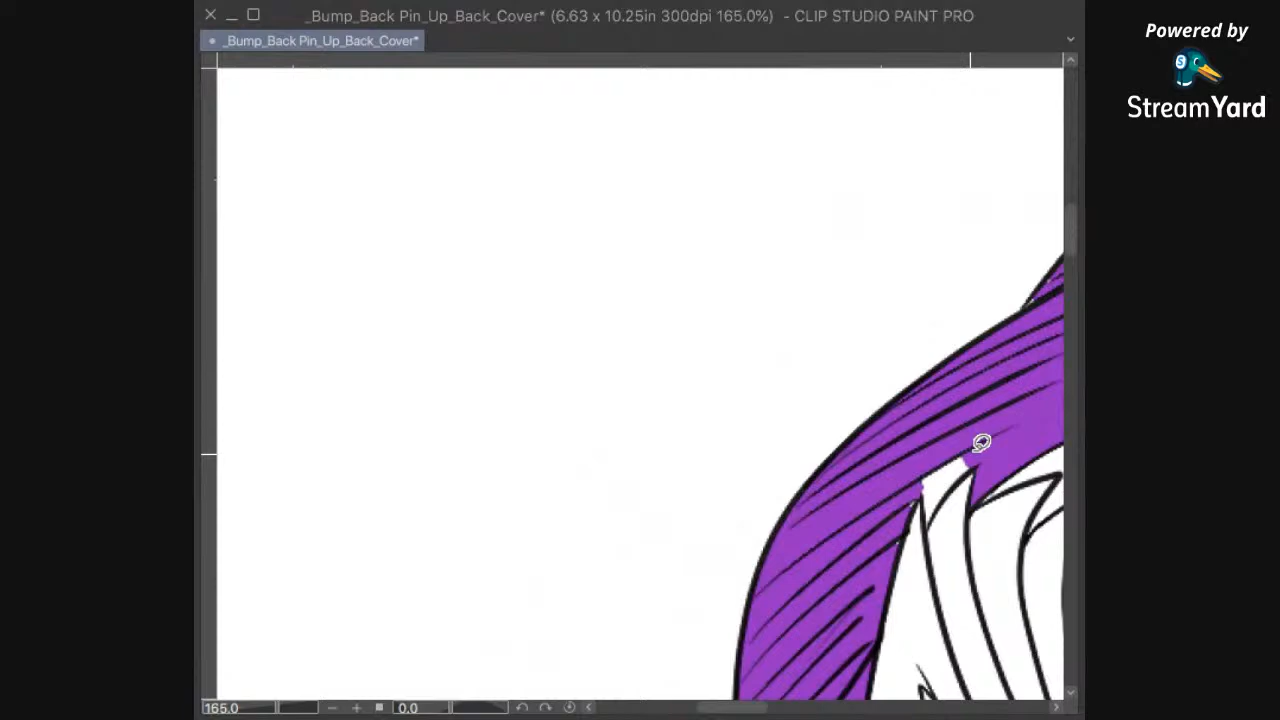 _Bump_Back Pin_Up_Back_Cover* (6.63 x 10.25in 300dpi 165.0%) - CLIP STUDIO PAINT PRO
_Bump_Back Pin_Up_Back_Cover*
Powered by
StreamYard
165.0
0.0